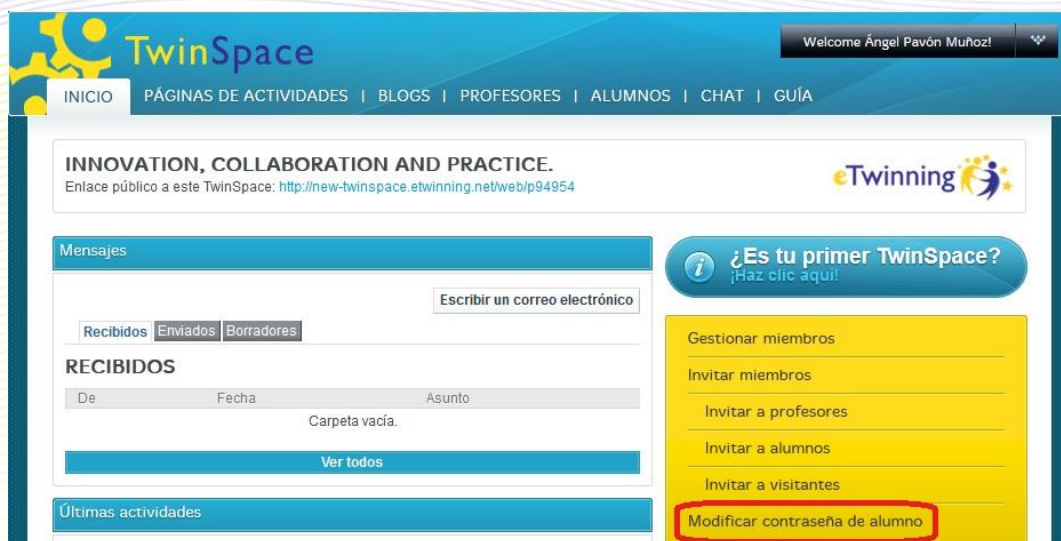 TwinSpace
Welcome Ángel Pavón Muñoz!
INICIO PÁGINAS DE ACTIVIDADES | BLOGS | PROFESORES | ALUMNOS | CHAT | GUÍA
INNOVATION, COLLABORATION AND PRACTICE.
Enlace público a este TwinSpace: http://new-twinspace.etwinning.net/web/p94954
eTwinning
Mensajes
Escribir un correo electrónico
Recibidos Enviados Borradores
RECIBIDOS
De Fecha Asunto
Carpeta vacía.
Ver todos
Últimas actividades
i ¿Es tu primer TwinSpace?
¡Haz clic aquí!
Gestionar miembros
Invitar miembros
Invitar a profesores
Invitar a alumnos
Invitar a visitantes
Modificar contraseña de alumno